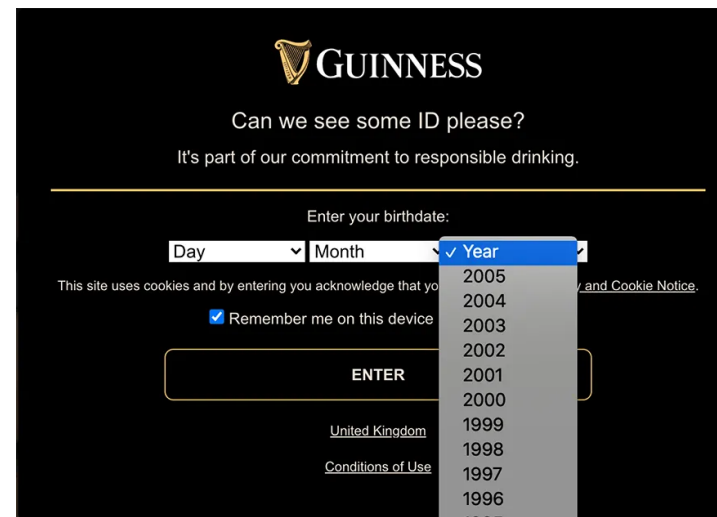 GUINNESS
Can we see some ID please?
It's part of our commitment to responsible drinking.
Enter your birthdate:
Day Month ✓ Year
2005
This site uses cookies and by entering you acknowledge that yo and Cookie Notice.
2004
Remember me on this device
2003
2002
ENTER
2001
2000
United Kingdom
1999
1998
Conditions of Use
1997
1996